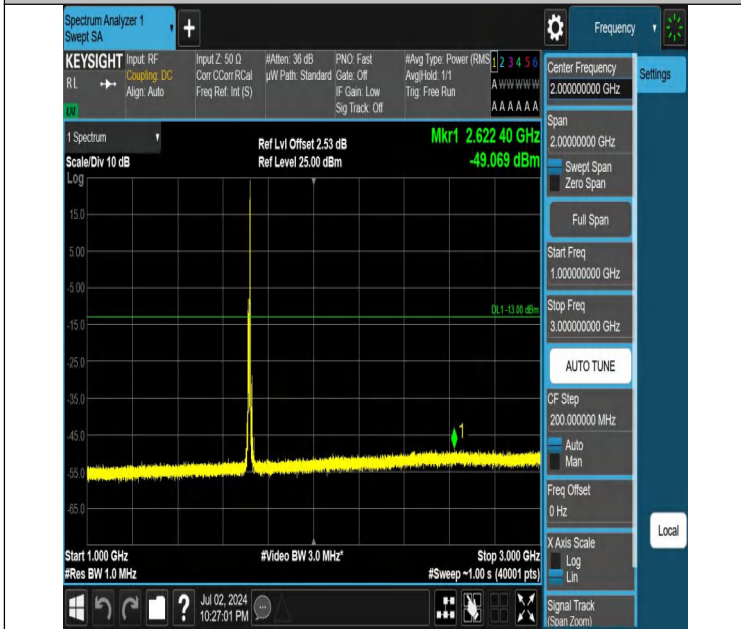 Spectrum Analyzer 1
Swept SA
+
Frequency
KEYSIGHT
RL
LXI
Input: RF
Coupling: DC
Align: Auto
Input Z: 50 Ω
Corr CCorr RCal
Freq Ref: Int (S)
#Atten: 36 dB
µW Path: Standard
PNO: Fast
Gate: Off
IF Gain: Low
Sig Track: Off
#Avg Type: Power (RMS
Avg|Hold: 1/1
Trig: Free Run
1 2 3 4 5 6
A W W W W W
A A A A A A
1 Spectrum
Scale/Div 10 dB
Log
Ref Lvl Offset 2.53 dB
Ref Level 25.00 dBm
Mkr1 2.622 40 GHz
-49.069 dBm
15.0
5.00
-5.00
-15.0
-25.0
-35.0
-45.0
-55.0
-65.0
DL1 -13.00 dBm
1
Start 1.000 GHz
#Res BW 1.0 MHz
#Video BW 3.0 MHz*
Stop 3.000 GHz
#Sweep ~1.00 s (40001 pts)
Center Frequency
2.000000000 GHz
Span
2.00000000 GHz
Swept Span
Zero Span
Full Span
Start Freq
1.000000000 GHz
Stop Freq
3.000000000 GHz
AUTO TUNE
CF Step
200.000000 MHz
Auto
Man
Freq Offset
0 Hz
X Axis Scale
Log
Lin
Signal Track
(Span Zoom)
Settings
Local
?
Jul 02, 2024
10:27:01 PM